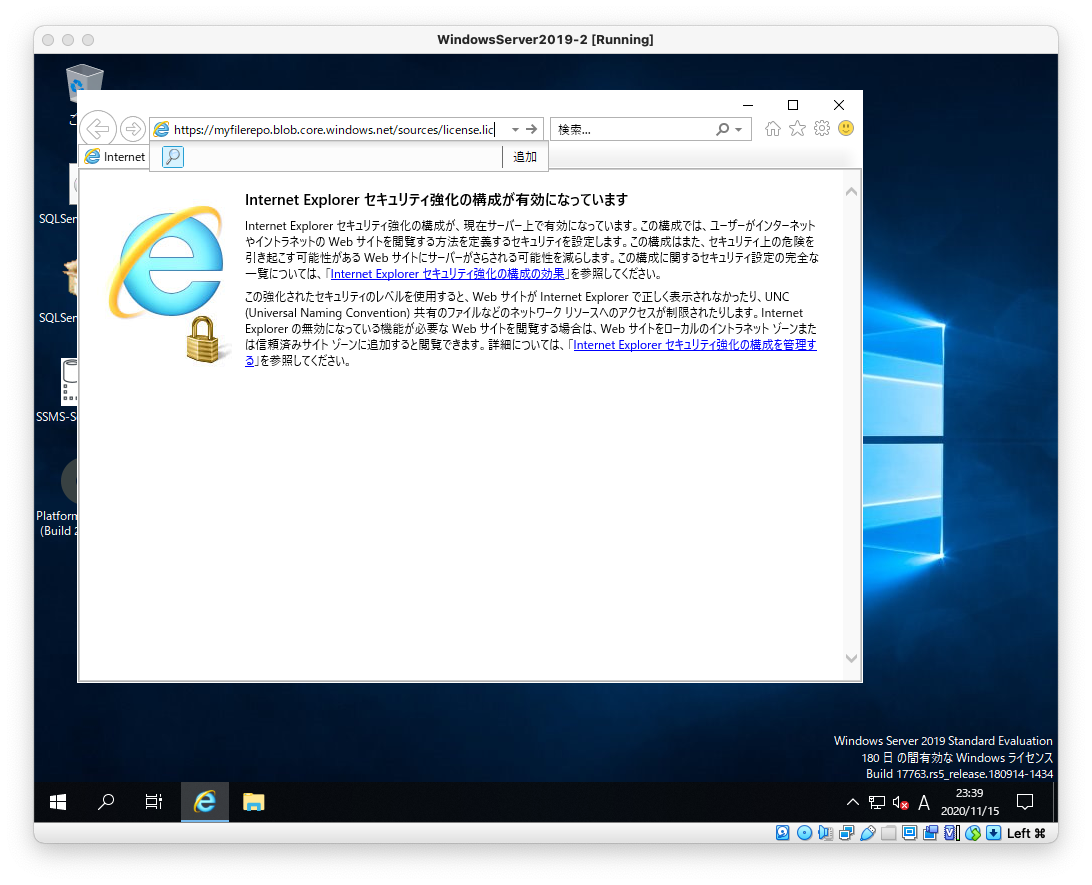 WindowsServer2019-2 [Running]
https://myfilerepo.blob.core.windows.net/sources/license.lic
検索...
Internet
追加
Internet Explorer セキュリティ強化の構成が有効になっています
Internet Explorer セキュリティ強化の構成が、現在サーバー上で有効になっています。この構成では、ユーザーがインターネット
やイントラネットの Web サイトを閲覧する方法を定義するセキュリティを設定します。この構成はまた、セキュリティ上の危険を
引き起こす可能性がある Web サイトにサーバーがさらされる可能性を減らします。この構成に関するセキュリティ設定の完全な
一覧については、「Internet Explorer セキュリティ強化の構成の効果」を参照してください。
この強化されたセキュリティのレベルを使用すると、Web サイトが Internet Explorer で正しく表示されなかったり、UNC
(Universal Naming Convention) 共有のファイルなどのネットワーク リソースへのアクセスが制限されたりします。Internet
Explorer の無効になっている機能が必要な Web サイトを閲覧する場合は、Web サイトをローカルのイントラネット ゾーンまた
は信頼済みサイト ゾーンに追加すると閲覧できます。詳細については、「Internet Explorer セキュリティ強化の構成を管理す
る」を参照してください。
SQLSer
SQLSer
SSMS-S
Platform
(Build 2
Windows Server 2019 Standard Evaluation
180 日 の間有効な Windows ライセンス
Build 17763.rs5_release.180914-1434
A
23:39
2020/11/15
Left ⌘